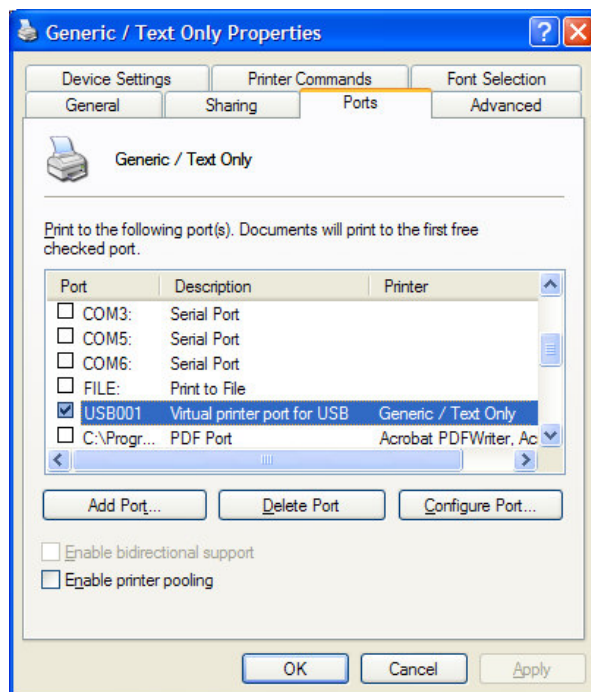 Generic / Text Only Properties
Device Settings Printer Commands Font Selection
General Sharing Ports Advanced
Generic / Text Only
Print to the following port(s). Documents will print to the first free
checked port.
Port Description Printer
COM3: Serial Port
COM5: Serial Port
COM6: Serial Port
FILE: Print to File
USB001 Virtual printer port for USB Generic / Text Only
C:\Progr... PDF Port Acrobat PDFWriter, Ac
Add Port... Delete Port Configure Port...
Enable bidirectional support
Enable printer pooling
OK Cancel Apply